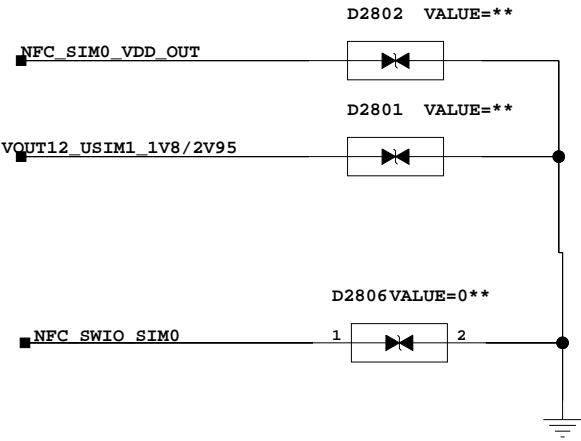 D2802 VALUE=**
NFC_SIM0_VDD_OUT
D2801 VALUE=**
VOUT12_USIM1_1V8/2V95
D2806VALUE=0**
NFC_SWIO_SIM0 1 2